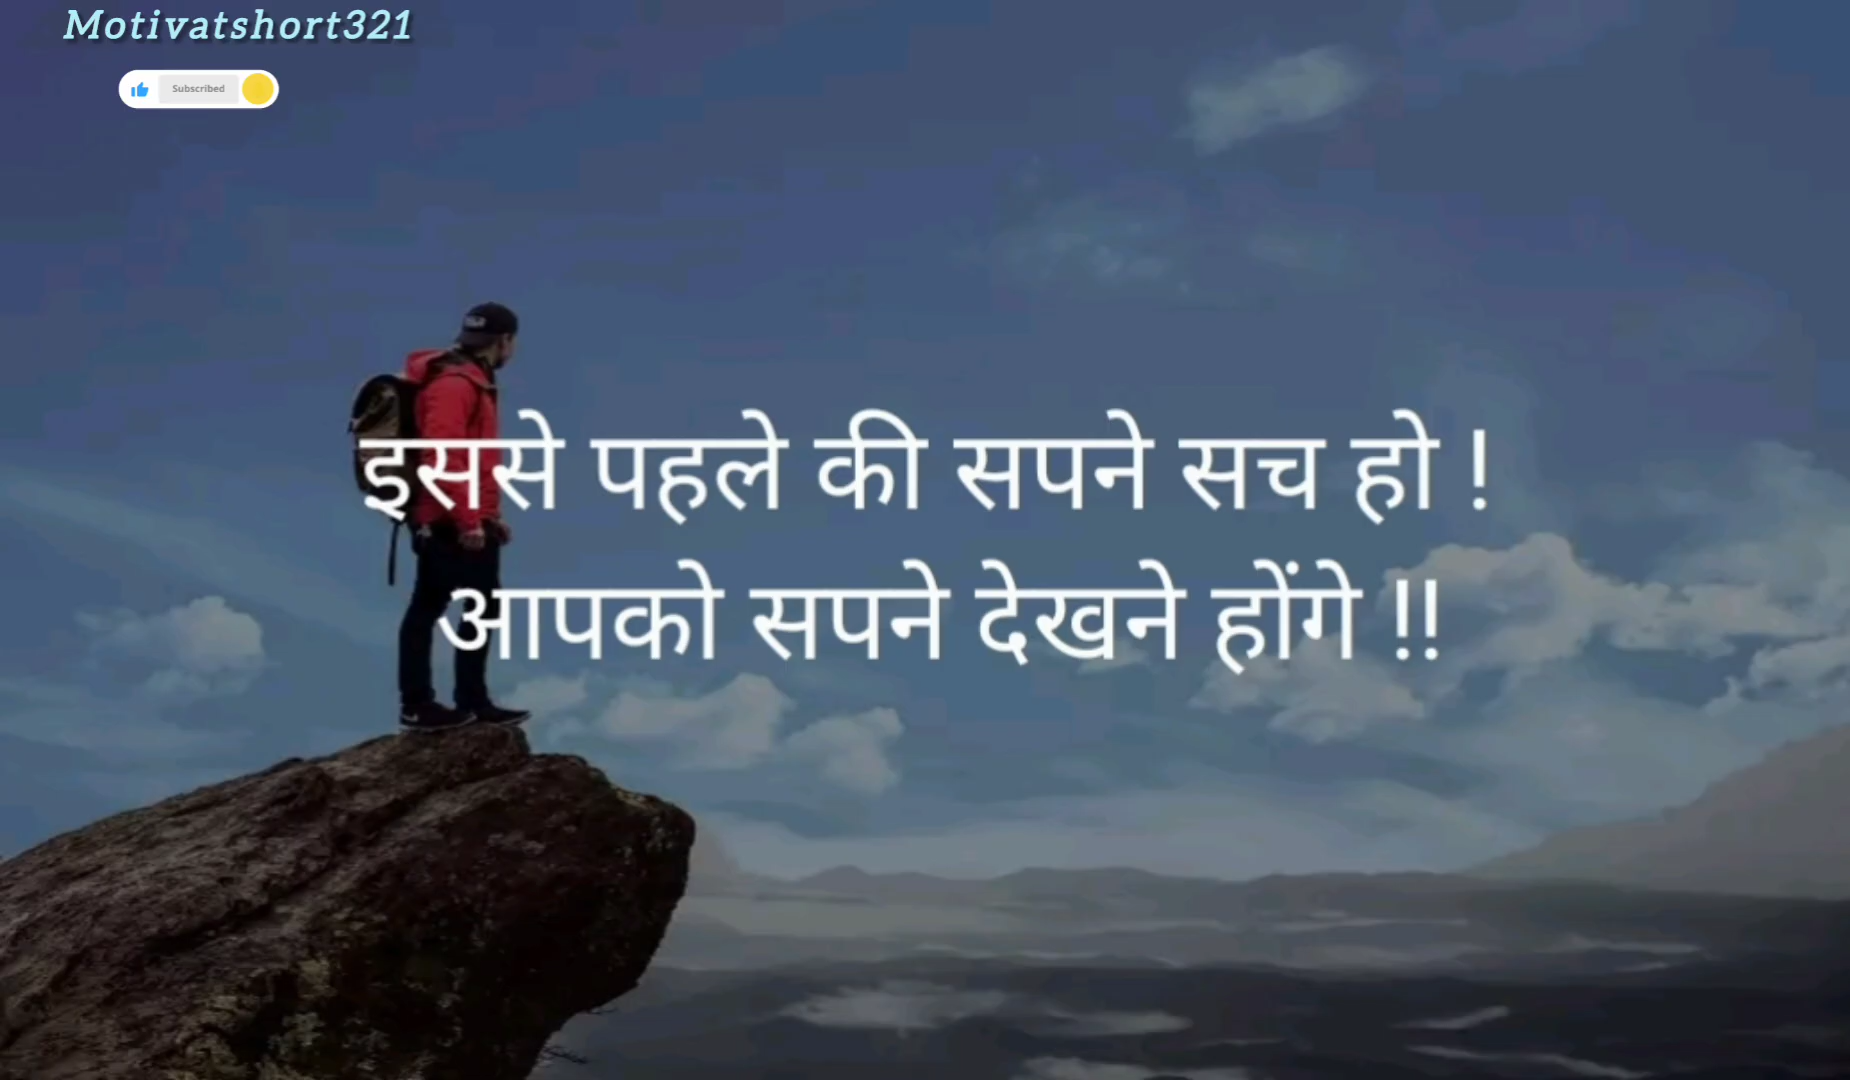 Motivatshort321
Subscribed
इससे पहले की सपने सच हो !
आपको सपने देखने होंगे !!